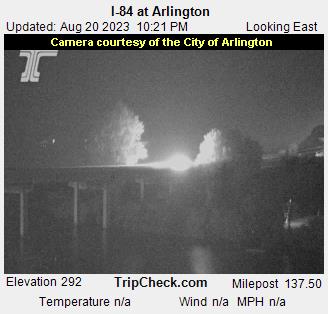 I-84 at Arlington
Updated: Aug 20 2023 10:21 PM Looking East
Camera courtesy of the City of Arlington
Elevation 292 TripCheck.com Milepost 137.50
Temperature n/a Wind n/a MPH n/a